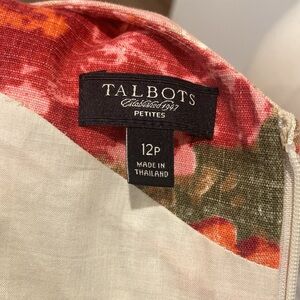 TALBOTS
Established 1947
PETITES
12P
MADE IN
THAILAND